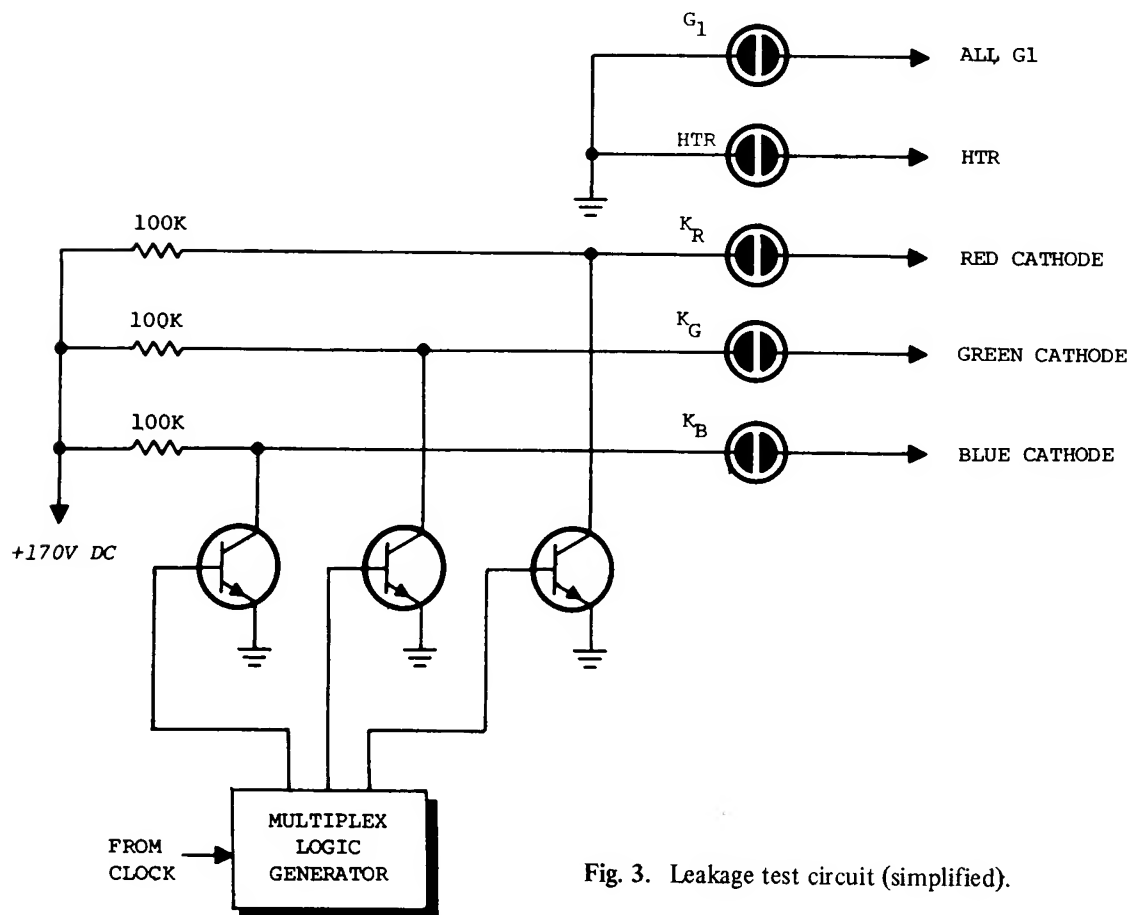 G1
ALL G1
HTR
HTR
100K
KR
RED CATHODE
100K
KG
GREEN CATHODE
100K
KB
BLUE CATHODE
+170V DC
MULTIPLEX
LOGIC
GENERATOR
FROM
CLOCK
Fig. 3. Leakage test circuit (simplified).